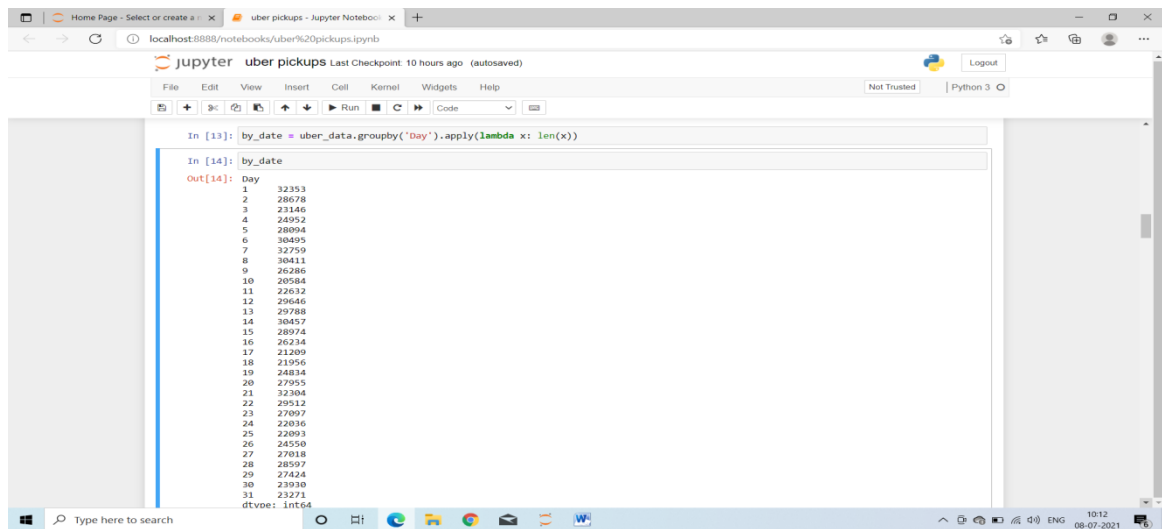 Home Page - Select or create a n
uber pickups - Jupyter Notebook
localhost:8888/notebooks/uber%20pickups.ipynb
jupyter uber pickups Last Checkpoint: 10 hours ago (autosaved)
Logout
File Edit View Insert Cell Kernel Widgets Help
Not Trusted
Python 3
Run
Code
In [13]: by_date = uber_data.groupby('Day').apply(lambda x: len(x))
In [14]: by_date
Out[14]: Day
1 32353
2 28678
3 23146
4 24952
5 28094
6 30495
7 32759
8 30411
9 26286
10 20584
11 22632
12 29646
13 29788
14 30457
15 28974
16 26234
17 21209
18 21956
19 24834
20 27955
21 32304
22 29512
23 27097
24 22036
25 22093
26 24550
27 27018
28 28597
29 27424
30 23930
31 23271
dtype: int64
Type here to search
W
ENG
10:12
08-07-2021
6